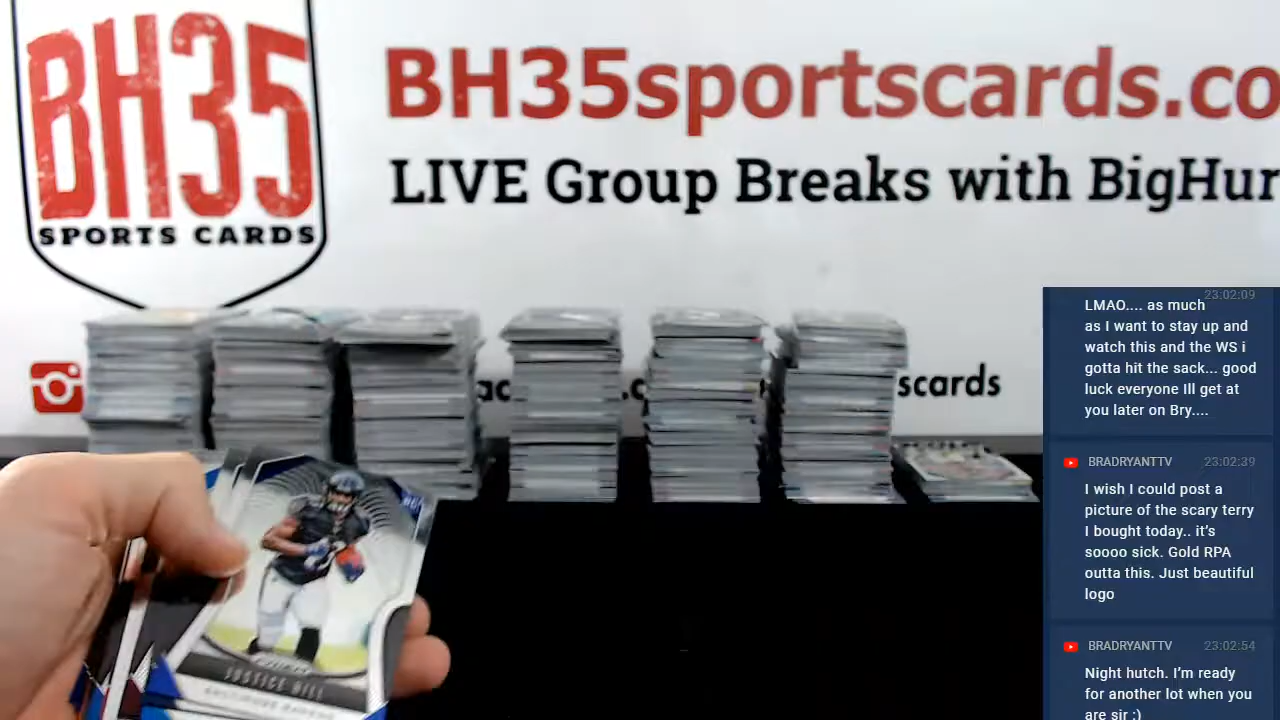 BH35
SPORTS CARDS
BH35sportscards.co
LIVE Group Breaks with BigHur
ac
.c
scards
23:02:09
LMAO.... as much
as I want to stay up and
watch this and the WS i
gotta hit the sack... good
luck everyone Ill get at
you later on Bry....
BRADRYANTTV 23:02:39
I wish I could post a
picture of the scary terry
I bought today.. it's
soooo sick. Gold RPA
outta this. Just beautiful
logo
BRADRYANTTV 23:02:54
Night hutch. I'm ready
for another lot when you
are sir :)
JUSTICE HILL
BALTIMORE RAVENS